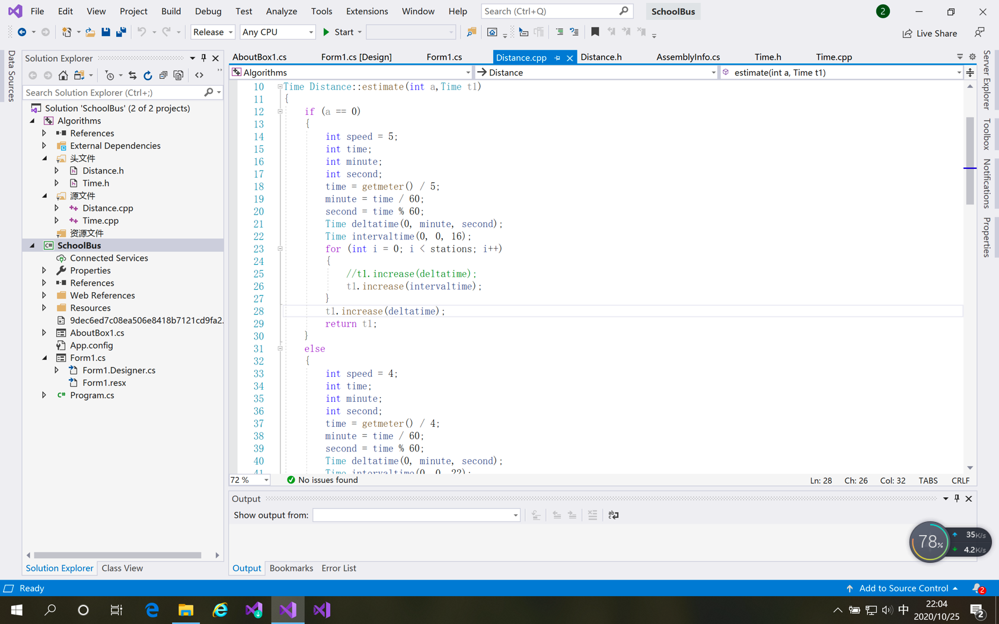 File Edit View Project Build Debug Test Analyze Tools Extensions Window Help Search (Ctrl+Q) SchoolBus 2
Release Any CPU Start Live Share
Data Sources
Solution Explorer
Search Solution Explorer (Ctrl+;)
Solution 'SchoolBus' (2 of 2 projects)
Algorithms
References
External Dependencies
头文件
Distance.h
Time.h
源文件
Distance.cpp
Time.cpp
资源文件
SchoolBus
Connected Services
Properties
References
Web References
Resources
9dec6ed7c08ea506e8418b7121cd9fa2.
AboutBox1.cs
App.config
Form1.cs
Form1.Designer.cs
Form1.resx
Program.cs
Solution Explorer Class View
AboutBox1.cs Form1.cs [Design] Form1.cs Distance.cpp Distance.h AssemblyInfo.cs Time.h Time.cpp
Algorithms Distance estimate(int a, Time t1)
10 Time Distance::estimate(int a,Time t1)
11 {
12 if (a == 0)
13 {
14 int speed = 5;
15 int time;
16 int minute;
17 int second;
18 time = getmeter() / 5;
19 minute = time / 60;
20 second = time % 60;
21 Time deltatime(0, minute, second);
22 Time intervaltime(0, 0, 16);
23 for (int i = 0; i < stations; i++)
24 {
25 //t1.increase(deltatime);
26 t1.increase(intervaltime);
27 }
28 t1.increase(deltatime);
29 return t1;
30 }
31 else
32 {
33 int speed = 4;
34 int time;
35 int minute;
36 int second;
37 time = getmeter() / 4;
38 minute = time / 60;
39 second = time % 60;
40 Time deltatime(0, minute, second);
41 Time intervaltime(0, 0, 22);
72 % No issues found Ln: 28 Ch: 26 Col: 32 TABS CRLF
Output
Show output from:
Output Bookmarks Error List
Server Explorer
Toolbox
Notifications
Properties
78% 35K/s
4.2K/s
Ready Add to Source Control 2
中 22:04
2020/10/25 2